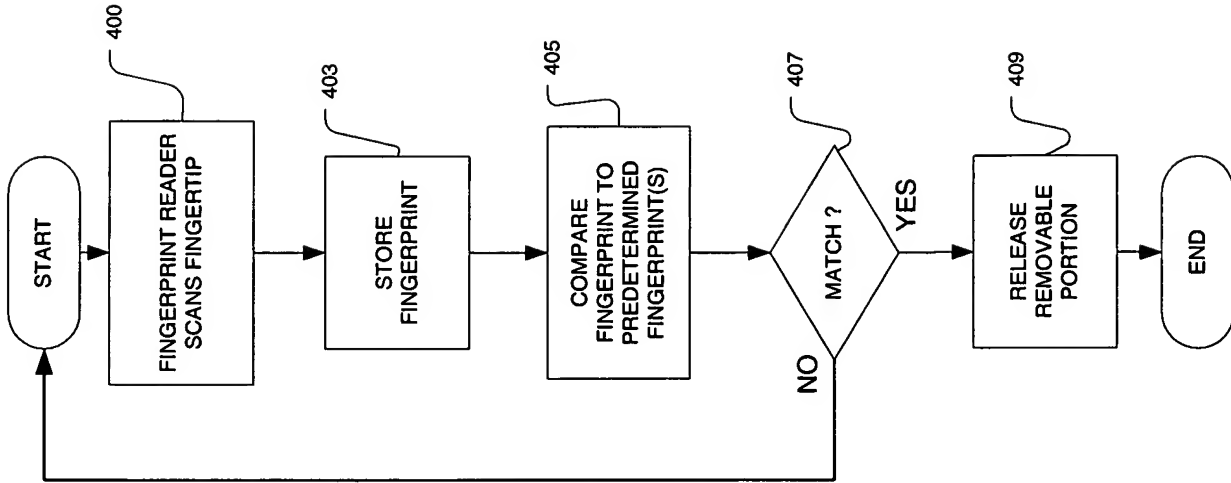 START
400
FINGERPRINT READER
SCANS FINGERTIP
403
STORE
FINGERPRINT
405
COMPARE
FINGERPRINT TO
PREDETERMINED
FINGERPRINT(S)
407
MATCH ?
NO
YES
409
RELEASE
REMOVABLE
PORTION
END